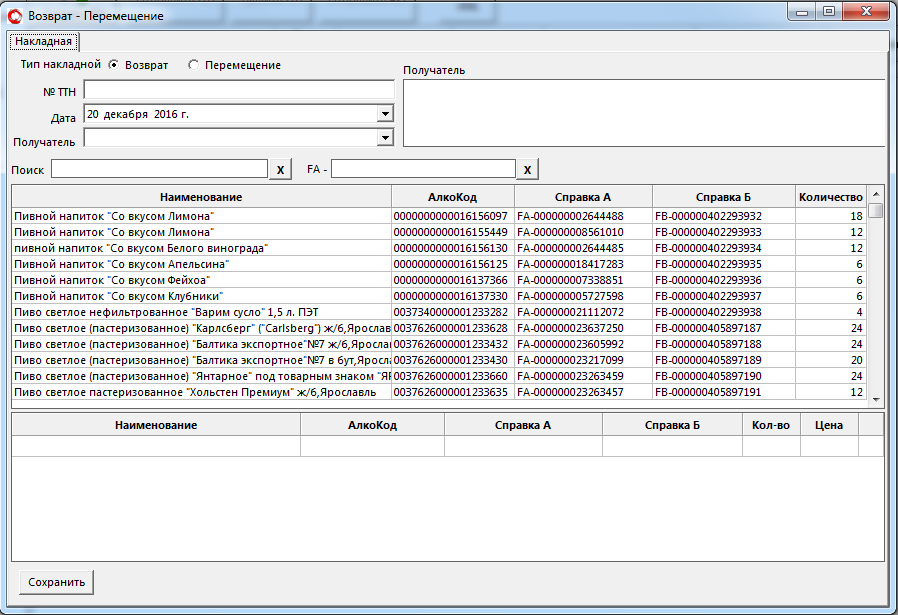 Возврат - Перемещение
Накладная
Тип накладной Возврат Перемещение
№ ТТН
Дата 20 декабря 2016 г.
Получатель
Получатель
Поиск X FA - X
Наименование АлкоКод Справка А Справка Б Количество
Пивной напиток "Со вкусом Лимона" 0000000000016156097 FA-000000002644488 FB-000000402293932 18
Пивной напиток "Со вкусом Лимона" 0000000000016155449 FA-000000008561010 FB-000000402293933 12
пивной напиток "Со вкусом Белого винограда" 0000000000016156130 FA-000000002644485 FB-000000402293934 12
Пивной напиток "Со вкусом Апельсина" 0000000000016156125 FA-000000018417283 FB-000000402293935 6
Пивной напиток "Со вкусом Фейхоа" 0000000000016137366 FA-000000007338851 FB-000000402293936 6
Пивной напиток "Со вкусом Клубники" 0000000000016137330 FA-000000005727598 FB-000000402293937 6
Пиво светлое нефильтрованное "Варим сусло" 1,5 л. ПЭТ 0037340000001233282 FA-000000021112072 FB-000000402293938 4
Пиво светлое (пастеризованное) "Карлсберг" ("Carlsberg") ж/6,Ярослав 0037626000001233628 FA-000000023637250 FB-000000405897187 24
Пиво светлое (пастеризованное) "Балтика экспортное"№7 ж/6,Ярослав 0037626000001233432 FA-000000023605992 FB-000000405897188 24
Пиво светлое (пастеризованное) "Балтика экспортное"№7 в бут,Яросла 0037626000001233430 FA-000000023217099 FB-000000405897189 20
Пиво светлое (пастеризованное) "Янтарное" под товарным знаком "ЯР 0037626000001233660 FA-000000023263459 FB-000000405897190 24
Пиво светлое пастеризованное "Хольстен Премиум" ж/6,Ярославль 0037626000001233635 FA-000000023263457 FB-000000405897191 12
Наименование АлкоКод Справка А Справка Б Кол-во Цена
Сохранить